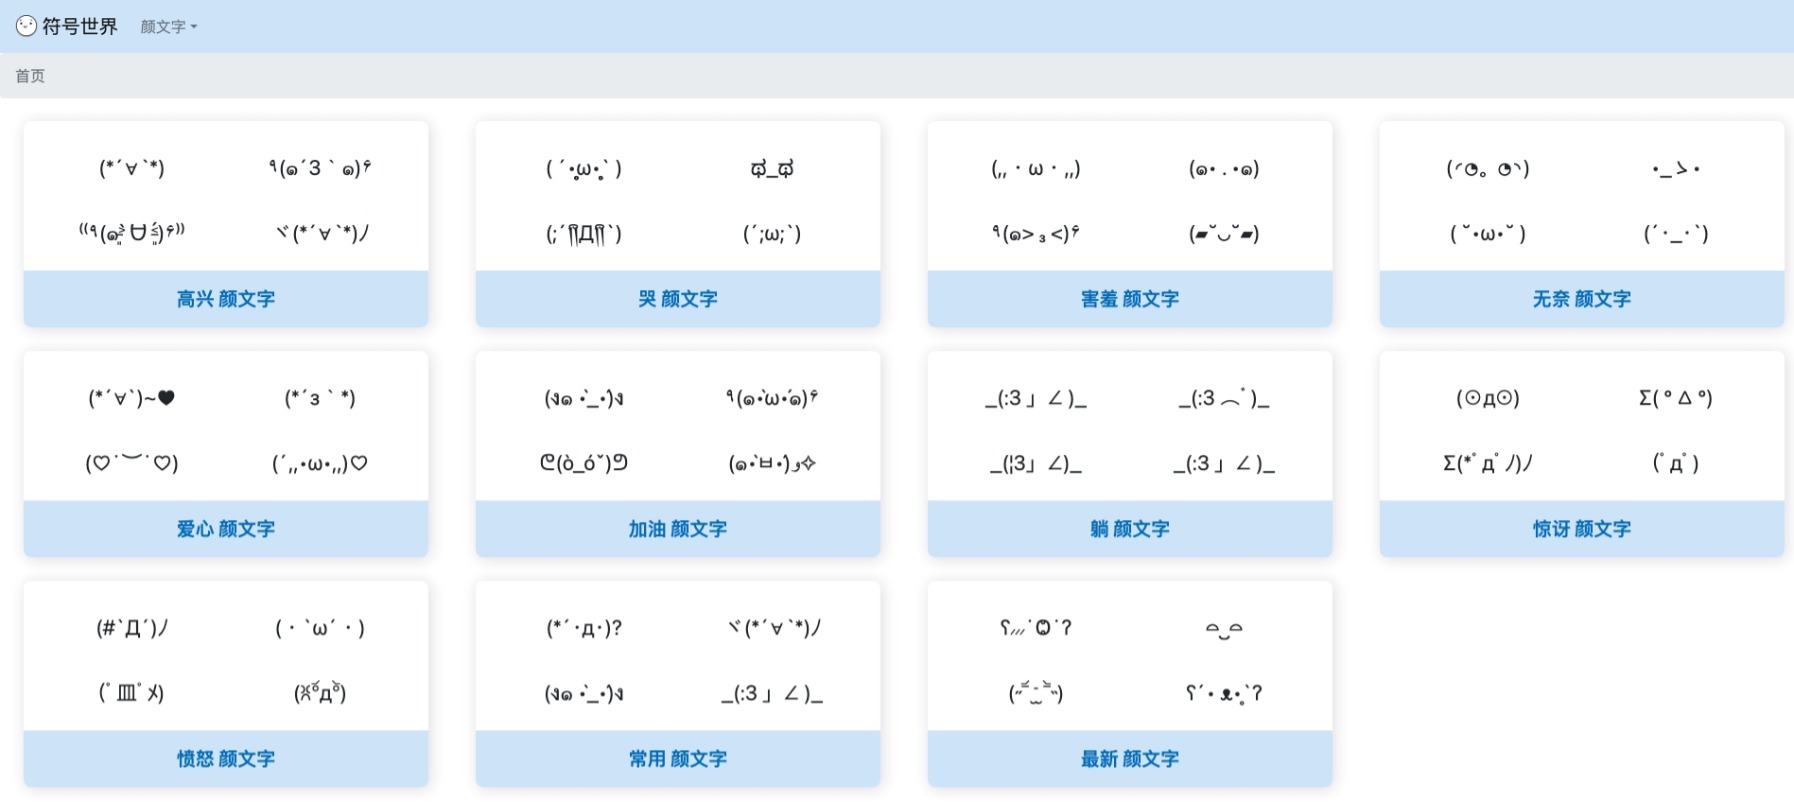 符号世界 颜文字
首页
(*´∀`*) ٩(๑´3`๑)۶
((٩(๑=͟͟͞͞ ᗨ =͟͟͞͞)۶)) ヾ(*´∀`*)ﾉ
高兴 颜文字
( ´•̥̥̥ω•̥̥̥` ) ಥ_ಥ
(;´༎ຶД༎ຶ`) (´;ω;`)
哭 颜文字
(,,・ω・,,) (๑• . •๑)
٩(๑> ₃ <)۶ (▰˘◡˘▰)
害羞 颜文字
(◜◔。◔◝) •_ゝ•
( ˘•ω•˘ ) (´·_·`)
无奈 颜文字
(*´∀`)~♥ (*´з`*)
(♡˙︶˙♡) (´,,•ω•,,)♡
爱心 颜文字
(ง๑ •̀_•́)ง ٩(๑•̀ω•́๑)۶
ᕦ(ò_óˇ)ᕤ (๑•̀ㅂ•́)و✧
加油 颜文字
_(:3 」∠)_ _(:3 ⌒ﾞ)_
_(¦3」∠)_ _(:3 」∠ )_
躺 颜文字
(⊙д⊙) Σ( ° △ °)
Σ(*ﾟдﾟﾉ)ﾉ (ﾟдﾟ)
惊讶 颜文字
(#`Д´)ﾉ (・`ω´・)
(ﾟ皿ﾟﾒ) (ꐦ°᷄д°᷅)
愤怒 颜文字
(*´･д･)? ヾ(*´∀`*)ﾉ
(ง๑ •̀_•́)ง _(:3 」∠ )_
常用 颜文字
ʕ⸝⸝⸝˙Ⱉ˙ʔ ⌓‿⌓
(˶‾᷄ ⁻̫ ‾᷅˵) ʕ´• ᴥ•̥`ʔ
最新 颜文字